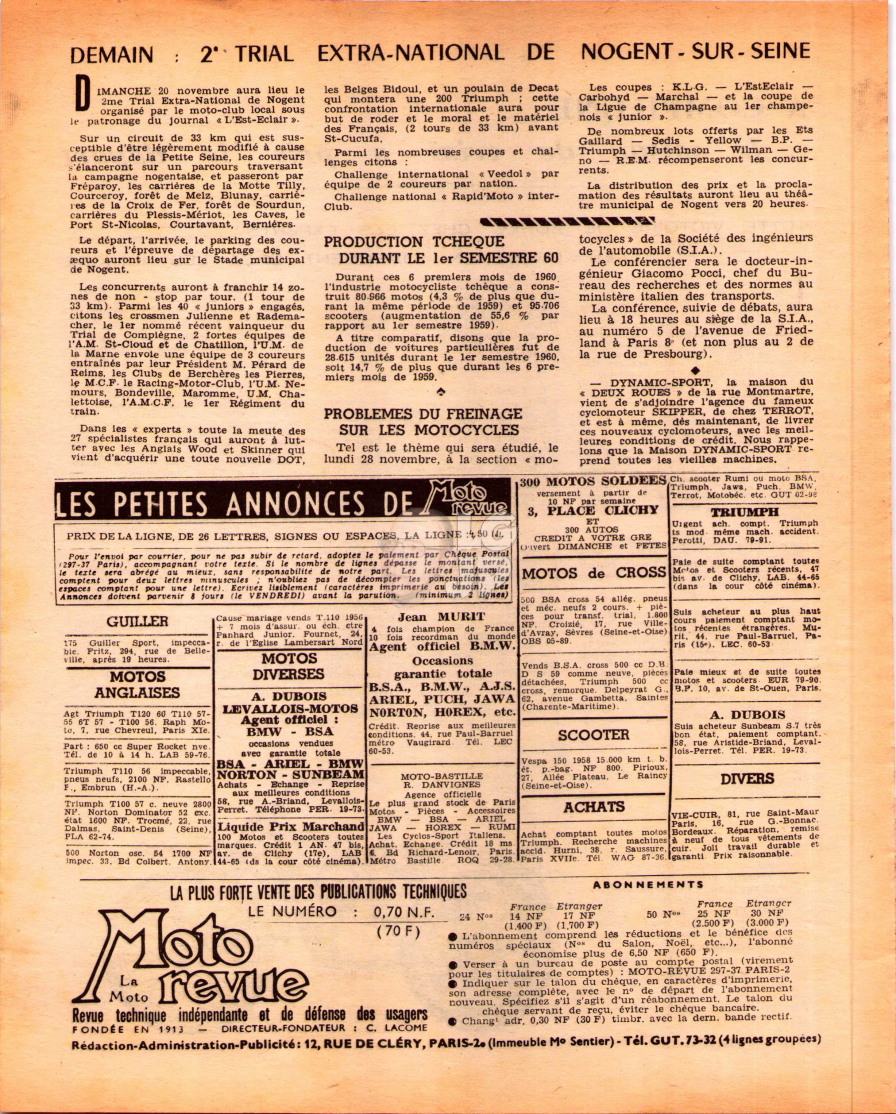 DEMAIN : 2e TRIAL EXTRA-NATIONAL DE NOGENT-SUR-SEINE
DIMANCHE 20 novembre aura lieu le
2me Trial Extra-National de Nogent
organisé par le moto-club local sous
le patronage du journal « L'Est-Eclair ».
Sur un circuit de 33 km qui est sus-
ceptible d'être légèrement modifié à cause
des crues de la Petite Seine, les coureurs
s'élanceront sur un parcours traversant
la campagne nogentaise, et passeront par
Fréparoy, les carrières de la Motte Tilly,
Courceroy, forêt de Melz, Blunay, carriè-
res de la Croix de Fer, forêt de Sourdun,
carrières du Plessis-Mériot, les Caves, le
Port St-Nicolas, Courtavant, Bernières.
Le départ, l'arrivée, le parking des cou-
reurs et l'épreuve de départage des ex-
æquo auront lieu sur le Stade municipal
de Nogent.
Les concurrents auront à franchir 14 zo-
nes de non - stop par tour. (1 tour de
33 km). Parmi les 40 « juniors » engagés,
citons les crossmen Julienne et Radema-
cher, le 1er nommé récent vainqueur du
Trial de Compiègne, 2 fortes équipes de
l'A.M. St-Cloud et de Chatillon, l'U.M. de
la Marne envoie une équipe de 3 coureurs
entraînés par leur Président M. Pérard de
Reims, les Clubs de Berchères les Pierres,
le M.C.F. le Racing-Motor-Club, l'U.M. Ne-
mours, Bondeville, Maromme, U.M. Cha-
lettoise, l'A.M.C.F. le 1er Régiment du
train.
Dans les « experts » toute la meute des
27 spécialistes français qui auront à lut-
ter avec les Anglais Wood et Skinner qui
vient d'acquérir une toute nouvelle DOT,
les Belges Bidoul, et un poulain de Decat
qui montera une 200 Triumph ; cette
confrontation internationale aura pour
but de roder et le moral et le matériel
des Français, (2 tours de 33 km) avant
St-Cucufa,
Parmi les nombreuses coupes et chal-
lenges citons :
Challenge international « Veedol » par
équipe de 2 coureurs par nation.
Challenge national « Rapid'Moto » inter-
Club.
Les coupes : K.L.G. — L'EstEclair —
Carbohyd — Marchal — et la coupe de
la Ligue de Champagne au 1er champe-
nois « junior ».
De nombreux lots offerts par les Ets
Gaillard — Sedis - Yellow — B.P. —
Triumph — Hutchinson — Wilman — Ge-
no — R.E.M. récompenseront les concur-
rents.
La distribution des prix et la procla-
mation des résultats auront lieu au théâ-
tre municipal de Nogent vers 20 heures.
PRODUCTION TCHEQUE
DURANT LE 1er SEMESTRE 60
Durant ces 6 premiers mois de 1960
l'industrie motocycliste tchèque a cons-
truit 80.966 motos (4,3 % de plus que du-
rant la même période de 1959) et 95.706
scooters (augmentation de 55,6 % par
rapport au 1er semestre 1959).
A titre comparatif, disons que la pro-
duction de voitures particulières fut de
28.615 unités durant le 1er semestre 1960,
soit 14,7 % de plus que durant les 6 pre-
miers mois de 1959.
PROBLEMES DU FREINAGE
SUR LES MOTOCYCLES
Tel est le thème qui sera étudié, le
lundi 28 novembre, à la section « mo-
tocycles » de la Société des ingénieurs
de l'automobile (S.I.A.).
Le conférencier sera le docteur-in-
génieur Giacomo Pocci, chef du Bu-
reau des recherches et des normes au
ministère italien des transports.
La conférence, suivie de débats, aura
lieu à 18 heures au siège de la S.I.A.,
au numéro 5 de l'avenue de Fried-
land à Paris 8e (et non plus au 2 de
la rue de Presbourg).
— DYNAMIC-SPORT, la maison du
« DEUX ROUES » de la rue Montmartre,
vient de s'adjoindre l'agence du fameux
cyclomoteur SKIPPER, de chez TERROT,
et est à même, dès maintenant, de livrer
ces nouveaux cyclomoteurs, avec les meil-
leures conditions de crédit. Nous rappe-
lons que la Maison DYNAMIC-SPORT re-
prend toutes les vieilles machines.
LES PETITES ANNONCES DE Moto revue
PRIX DE LA LIGNE, DE 26 LETTRES, SIGNES OU ESPACES, LA LIGNE : 4,50
Pour l'envoi par courrier, pour ne pas subir de retard, adoptez le paiement par Chèque Postal
(297-37 Paris), accompagnant votre texte. Si le nombre de lignes dépasse le montant versé,
le texte sera abrégé au mieux, sans responsabilité de notre part. Les lettres majuscules
comptent pour deux lettres minuscules ; n'oubliez pas de décompter les ponctuations (les
espaces comptant pour une lettre). Ecrivez lisiblement (caractères imprimerie au besoin). Les
Annonces doivent parvenir 8 jours (le VENDREDI) avant la parution. (minimum 2 lignes)
GUILLER
175 Guiller Sport, impecca-
bie. Fritz, 294, rue de Belle-
ville, après 19 heures.
MOTOS
ANGLAISES
Agt Triumph T120 60 T110 57-
55 6T 57 - T100 56. Raph Mo-
to, 7, rue Chevreul, Paris XIe.
Part : 650 cc Super Rocket nve.
Tél. de 10 à 14 h. LAB 59-76.
Triumph T110 56 impeccable,
pneus neufs, 2100 NF. Rastello
F., Embrun (H.-A.).
Triumph T100 57 c. neuve 2800
NF. Norton Dominator 52 exc.
état 1600 NF. Trocmé, 22, rue
Dalmas, Saint-Denis (Seine),
PLA 62-74.
500 Norton osc. 54 1700 NF
impec. 33, Bd Colbert. Antony.
Cause mariage vends T.110 1956
+ 7 mois d'assur. ou éch. ctre
Panhard Junior. Fournet, 24,
r. de l'Eglise Lambersart Nord
MOTOS
DIVERSES
A. DUBOIS
LEVALLOIS-MOTOS
Agent officiel :
BMW - BSA
occasions vendues
avec garantie totale
BSA - ARIEL - BMW
NORTON - SUNBEAM
Achats - Echange - Reprise
aux meilleures conditions
58, rue A.-Briand, Levallois-
Perret. Téléphone PER. 19-73.
Liquide Prix Marchand
100 Motos et Scooters toutes
marques. Crédit 1 AN. 47 bis,
av. de Clichy (17e), LAB
44-65 (ds la cour côté cinéma).
Jean MURIT
4 fois champion de France
10 fois recordman du monde
Agent officiel B.M.W.
Occasions
garantie totale
B.S.A., B.M.W., A.J.S.
ARIEL, PUCH, JAWA
NORTON, HOREX, etc.
Crédit. Reprise aux meilleures
conditions. 44, rue Paul-Barruel
métro Vaugirard Tél. LEC
60-53.
MOTO-BASTILLE
R. DANVIGNES
Agence officielle
Le plus grand stock de Paris
Motos - Pièces - Accessoires
BMW — BSA — ARIEL
JAWA — HOREX — RUMI
Les Cyclos-Sport Italiens.
Achat. Echange. Crédit 18 ms.
6, Bd Richard-Lenoir, Paris.
Métro Bastille. ROQ 29-28.
300 MOTOS SOLDEES
versement à partir de
10 NF par semaine
3, PLACE CLICHY
ET
300 AUTOS
CREDIT A VOTRE GRE
Ouvert DIMANCHE et FETES
MOTOS de CROSS
500 BSA cross 54 allég. pneus
et méc. neufs 2 cours. + piè-
ces pour transf. trial, 1.800
NF. Croizié, 17, rue Ville-
d'Avray, Sèvres (Seine-et-Oise)
OBS 05-89.
Vends B.S.A. cross 500 cc D.B.
D S 59 comme neuve, pièces
détachées, Triumph 500 cc
cross, remorque. Delpeyrat G.,
62, avenue Gambetta, Saintes
(Charente-Maritime).
SCOOTER
Vespa 150 1958 15.000 km t. b.
ét. p.-bag. NF 800. Pirioux,
27, Allée Plateau. Le Raincy
(Seine-et-Oise).
ACHATS
Achat comptant toutes motos
Triumph. Recherche machines
accid. Hurni, 38, r. Saussure,
Paris XVIIe. Tél. WAG 87-36.
Ch. scooter Rumi ou moto BSA,
Triumph, Jawa, Puch, BMW,
Terrot, Motobéc. etc. GUT 02-98
TRIUMPH
Urgent ach. compt. Triumph
ts mod. même mach. accident.
Perotti, DAU. 79-91.
Paie de suite comptant toutes
Motos et Scooters récents, 47
bis av. de Clichy, LAB. 44-65
(dans la cour côté cinéma).
Suis acheteur au plus haut
cours paiement comptant mo-
tos récentes étrangères. Mu-
rit, 44, rue Paul-Barruel, Pa-
ris (15e). LEC. 60-53
Paie mieux et de suite toutes
motos et scooters. EUR 79-90.
B.F. 10, av. de St-Ouen, Paris.
A. DUBOIS
Suis acheteur Sunbeam S.7 très
bon état, paiement comptant.
58, rue Aristide-Briand, Leval-
lois-Perret. Tél. PER. 19-73.
DIVERS
VIE-CUIR, 81, rue Saint-Maur
Paris, 16, rue G.-Bonnac,
Bordeaux. Réparation, remise
à neuf de tous vêtements de
cuir. Joli travail durable et
garanti Prix raisonnable.
LA PLUS FORTE VENTE DES PUBLICATIONS TECHNIQUES
LE NUMÉRO : 0,70 N.F.
(70 F)
La Moto
Moto revue
Revue technique indépendante et de défense des usagers
FONDÉE EN 1913 — DIRECTEUR-FONDATEUR : C. LACOME
ABONNEMENTS
France Etranger France Etranger
24 Nos 14 NF 17 NF 50 Nos 25 NF 30 NF
(1.400 F) (1,700 F) (2.500 F) (3.000 F)
● L'abonnement comprend les réductions et le bénéfice des
numéros spéciaux (Nos du Salon, Noël, etc...), l'abonné
économise plus de 6,50 NF (650 F).
● Verser à un bureau de poste au compte postal (virement
pour les titulaires de comptes) : MOTO-REVUE 297-37 PARIS-2
● Indiquer sur le talon du chèque, en caractères d'imprimerie,
son adresse complète, avec le no de départ de l'abonnement
nouveau. Spécifiez s'il s'agit d'un réabonnement. Le talon du
chèque servant de reçu, éviter le chèque bancaire.
● Changt adr. 0,30 NF (30 F) timbr. avec la dern. bande rectif.
Rédaction-Administration-Publicité : 12, RUE DE CLÉRY, PARIS-2e (Immeuble Mo Sentier) - Tél. GUT. 73-32 (4 lignes groupées)